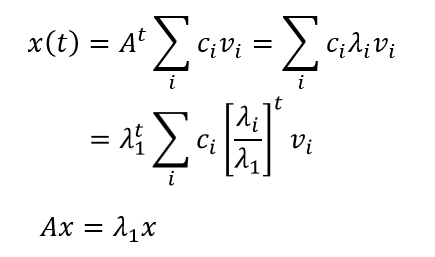 x(t) = A^t ∑_i c_i v_i = ∑_i c_i λ_i v_i
= λ_1^t ∑_i c_i [λ_i/λ_1]^t v_i
Ax = λ_1 x